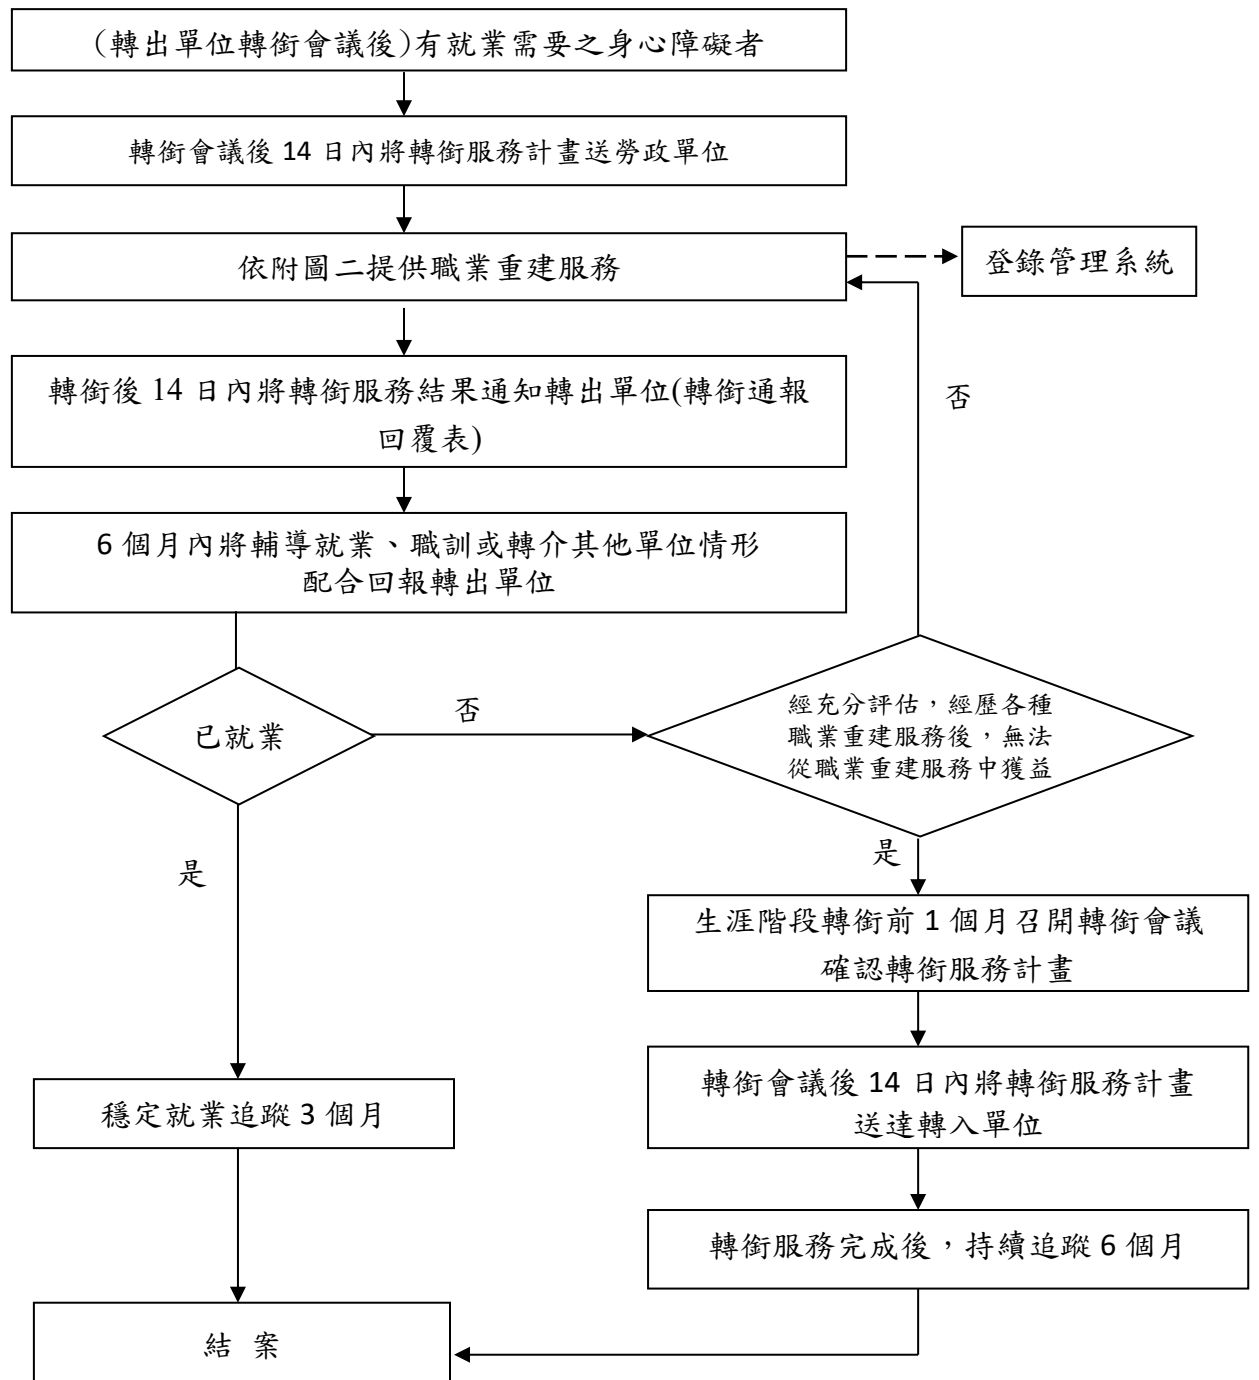 (轉出單位轉銜會議後)有就業需要之身心障礙者
轉銜會議後 14 日內將轉銜服務計畫送勞政單位
依附圖二提供職業重建服務
登錄管理系統
轉銜後 14 日內將轉銜服務結果通知轉出單位(轉銜通報
回覆表)
否
6 個月內將輔導就業、職訓或轉介其他單位情形
配合回報轉出單位
已就業
否
經充分評估，經歷各種
職業重建服務後，無法
從職業重建服務中獲益
是
是
生涯階段轉銜前 1 個月召開轉銜會議
確認轉銜服務計畫
穩定就業追蹤 3 個月
轉銜會議後 14 日內將轉銜服務計畫
送達轉入單位
轉銜服務完成後，持續追蹤 6 個月
結 案